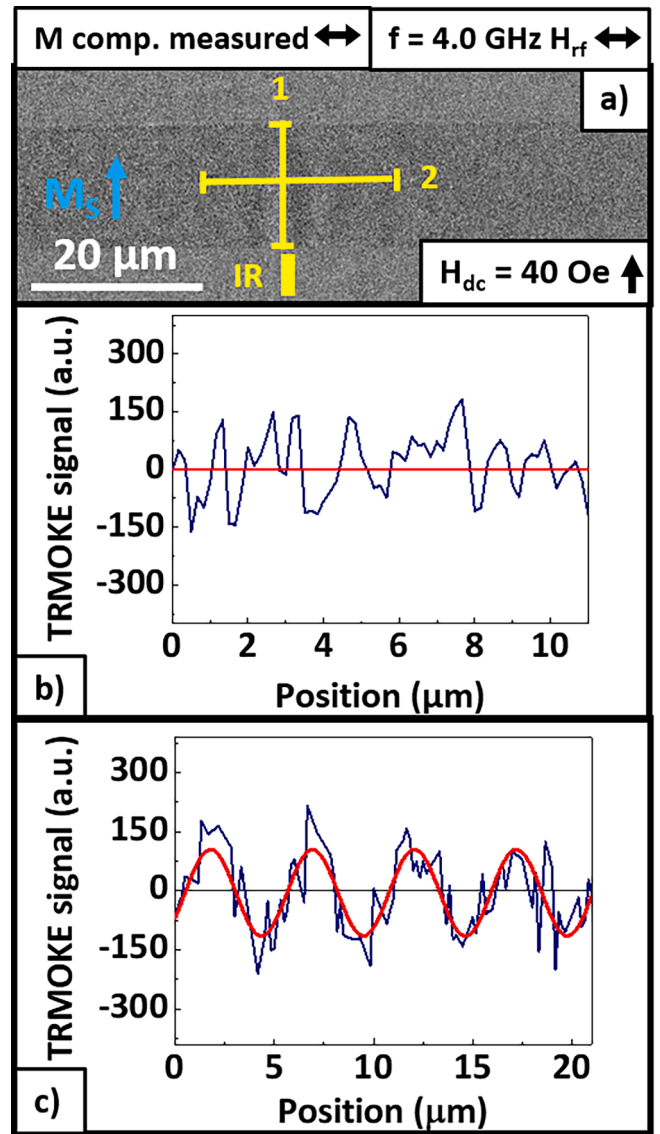 M comp. measured ↔
f = 4.0 GHz H_rf ↔
a)
1
2
M_S ↑
20 µm
IR
H_dc = 40 Oe ↑
TRMOKE signal (a.u.)
300
150
0
-150
-300
0 2 4 6 8 10
Position (µm)
b)
TRMOKE signal (a.u.)
300
150
0
-150
-300
0 5 10 15 20
Position (µm)
c)